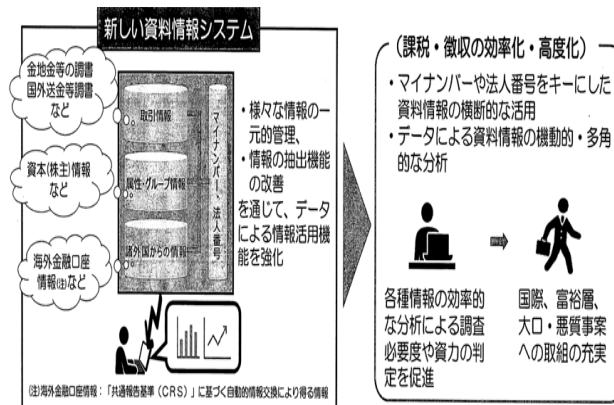 新しい資料情報システム
金地金等の調書
国外送金等調書
など
資本(株主)情報
など
海外金融口座
情報(注)など
取引情報
属性・グループ情報
諸外国からの情報
マイナンバー、法人番号
・様々な情報の一
元的管理、
・情報の抽出機能
の改善
を通じて、データ
による情報活用機
能を強化
(注)海外金融口座情報：「共通報告基準（CRS）」に基づく自動的情報交換により得る情報
（課税・徴収の効率化・高度化）
・マイナンバーや法人番号をキーにした
資料情報の横断的な活用
・データによる資料情報の機動的・多角
的な分析
各種情報の効率的
な分析による調査
必要度や資力の判
定を促進
国際、富裕層、
大口・悪質事案
への取組の充実